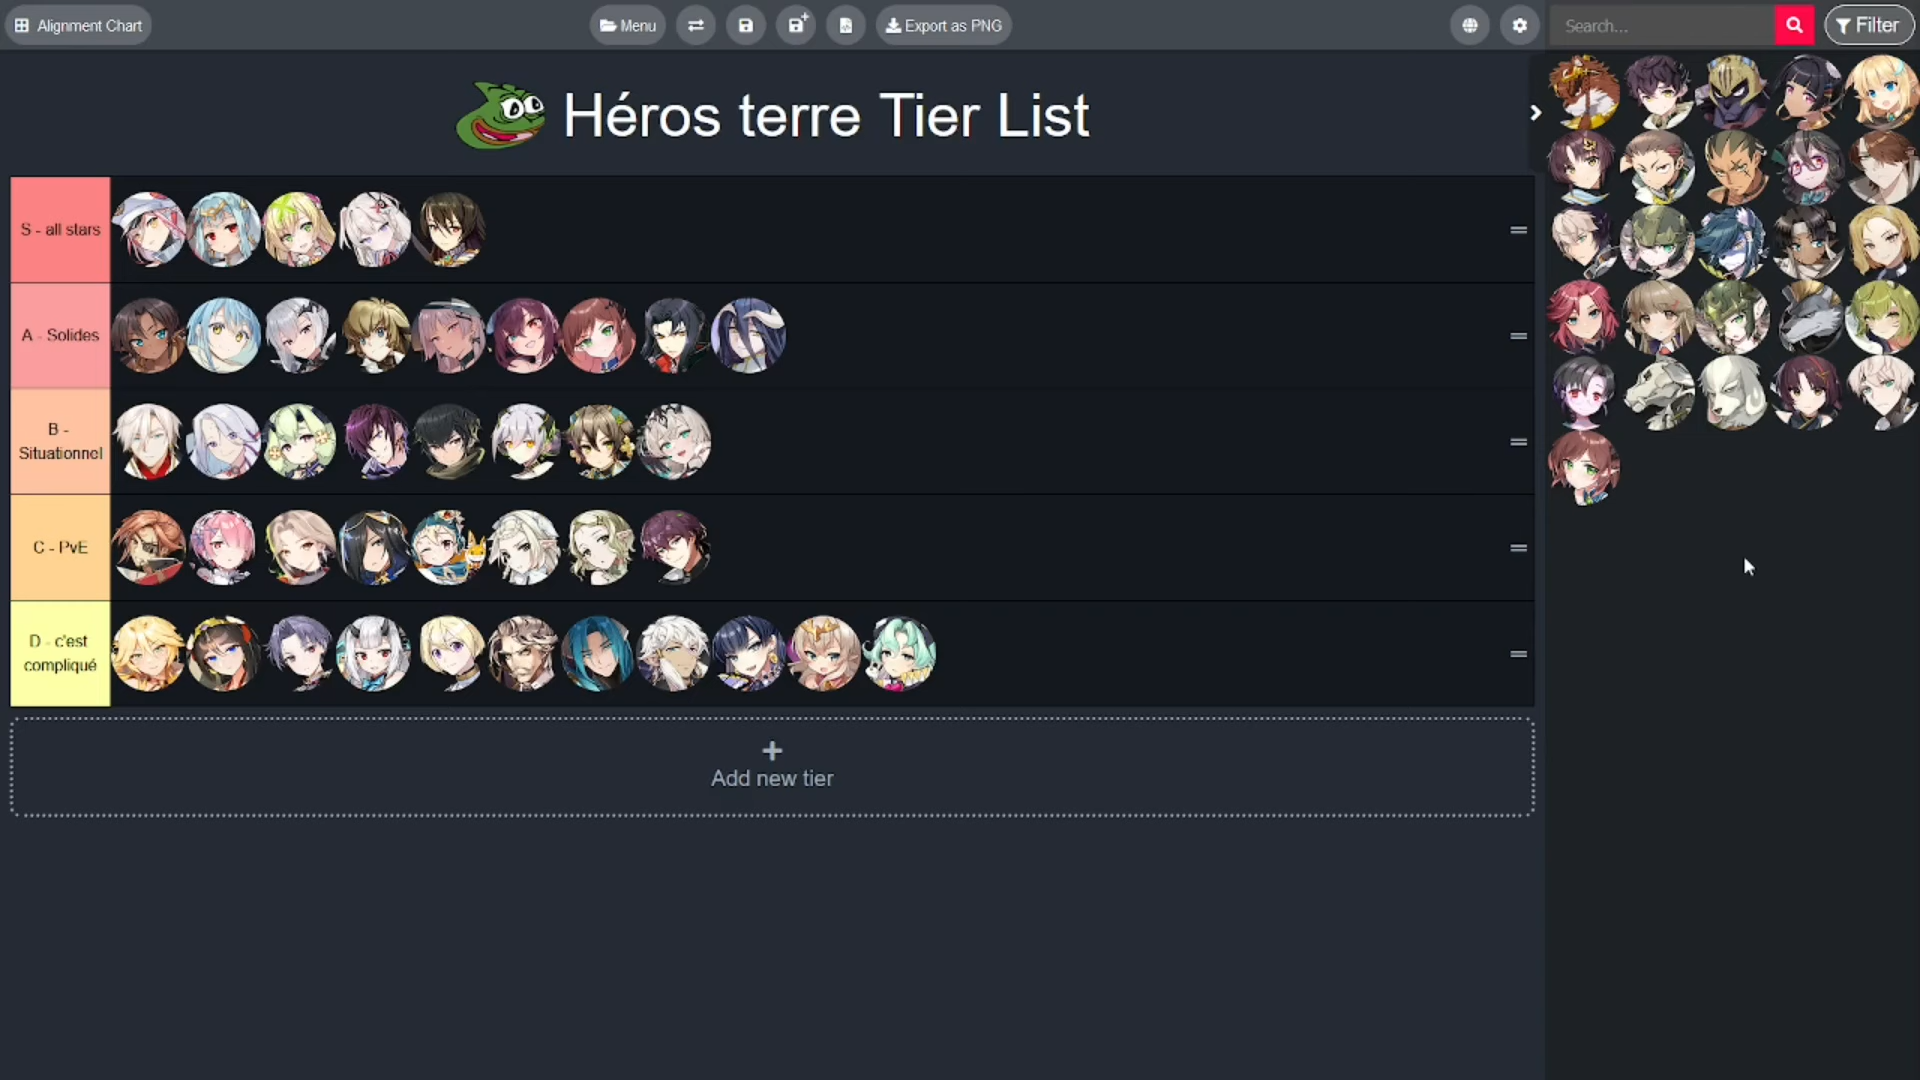 Alignment Chart
Menu
Export as PNG
Search...
Filter
Héros terre Tier List
S - all stars
A - Solides
B -
Situationnel
C - PvE
D - c'est
compliqué
+
Add new tier